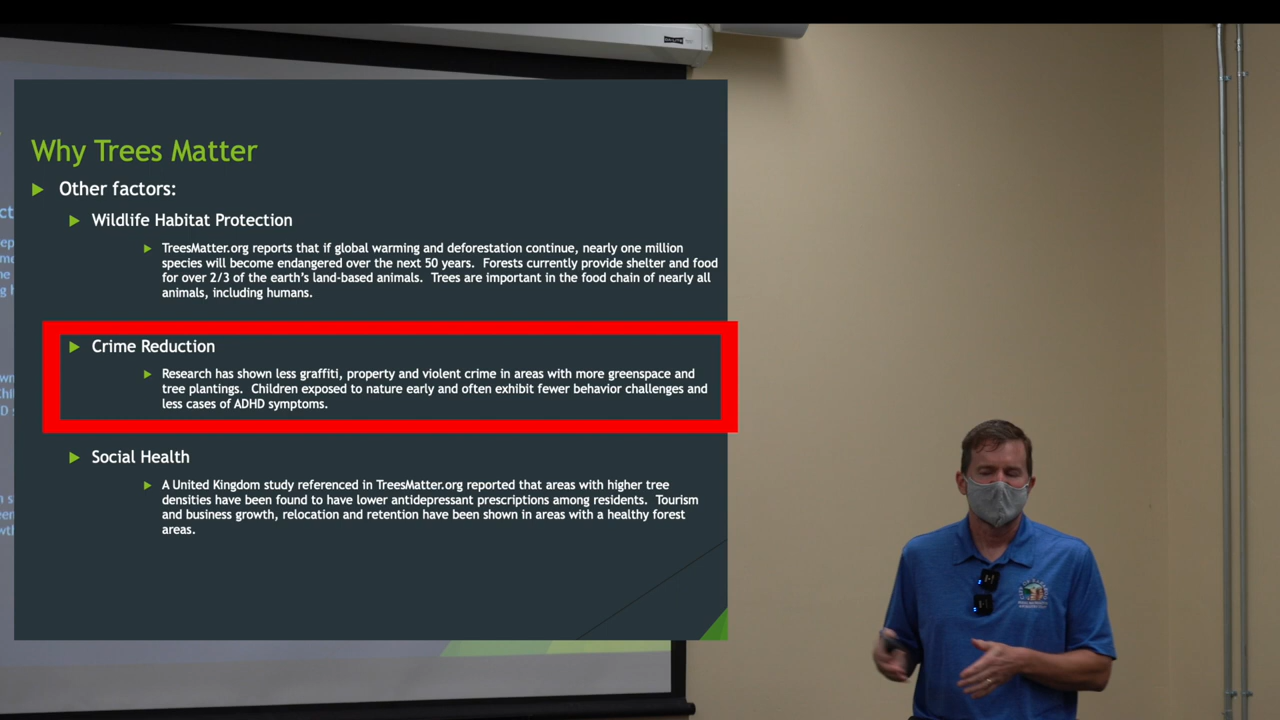 Why Trees Matter
Other factors:
Wildlife Habitat Protection
TreesMatter.org reports that if global warming and deforestation continue, nearly one million
species will become endangered over the next 50 years. Forests currently provide shelter and food
for over 2/3 of the earth's land-based animals. Trees are important in the food chain of nearly all
animals, including humans.
Crime Reduction
Research has shown less graffiti, property and violent crime in areas with more greenspace and
tree plantings. Children exposed to nature early and often exhibit fewer behavior challenges and
less cases of ADHD symptoms.
Social Health
A United Kingdom study referenced in TreesMatter.org reported that areas with higher tree
densities have been found to have lower antidepressant prescriptions among residents. Tourism
and business growth, relocation and retention have been shown in areas with a healthy forest
areas.